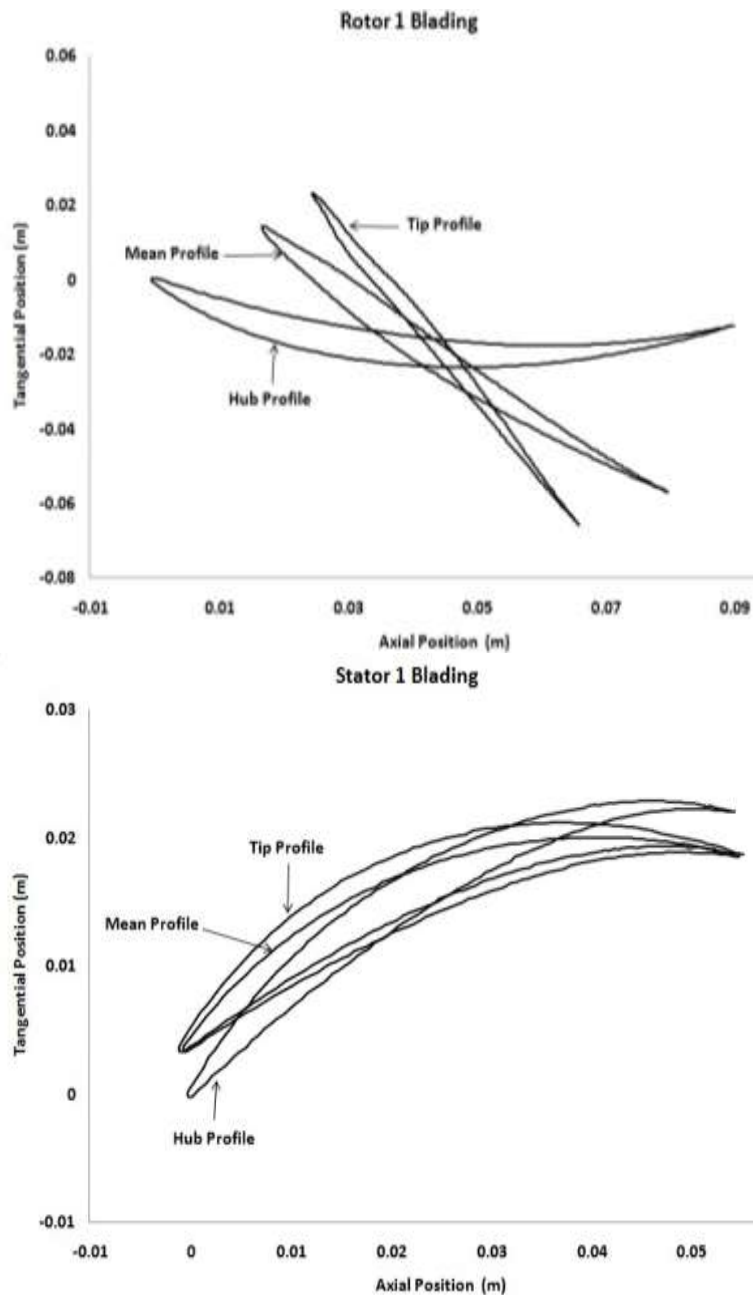 Rotor 1 Blading
0.06
0.04
0.02
0
-0.02
-0.04
-0.06
-0.08
Tangential Position (m)
Tip Profile
Mean Profile
Hub Profile
-0.01
0.01
0.03
0.05
0.07
0.09
Axial Position (m)
Stator 1 Blading
0.03
0.02
0.01
0
-0.01
Tangential Position (m)
Tip Profile
Mean Profile
Hub Profile
-0.01
0
0.01
0.02
0.03
0.04
0.05
Axial Position (m)